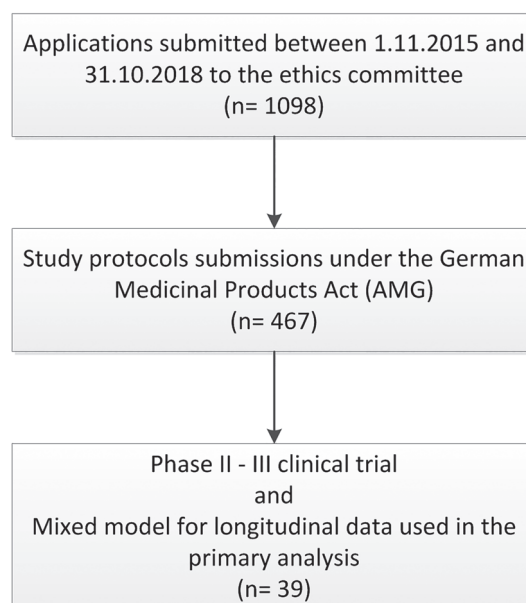 Applications submitted between 1.11.2015 and
31.10.2018 to the ethics committee
(n= 1098)
Study protocols submissions under the German
Medicinal Products Act (AMG)
(n= 467)
Phase II - III clinical trial
and
Mixed model for longitudinal data used in the
primary analysis
(n= 39)